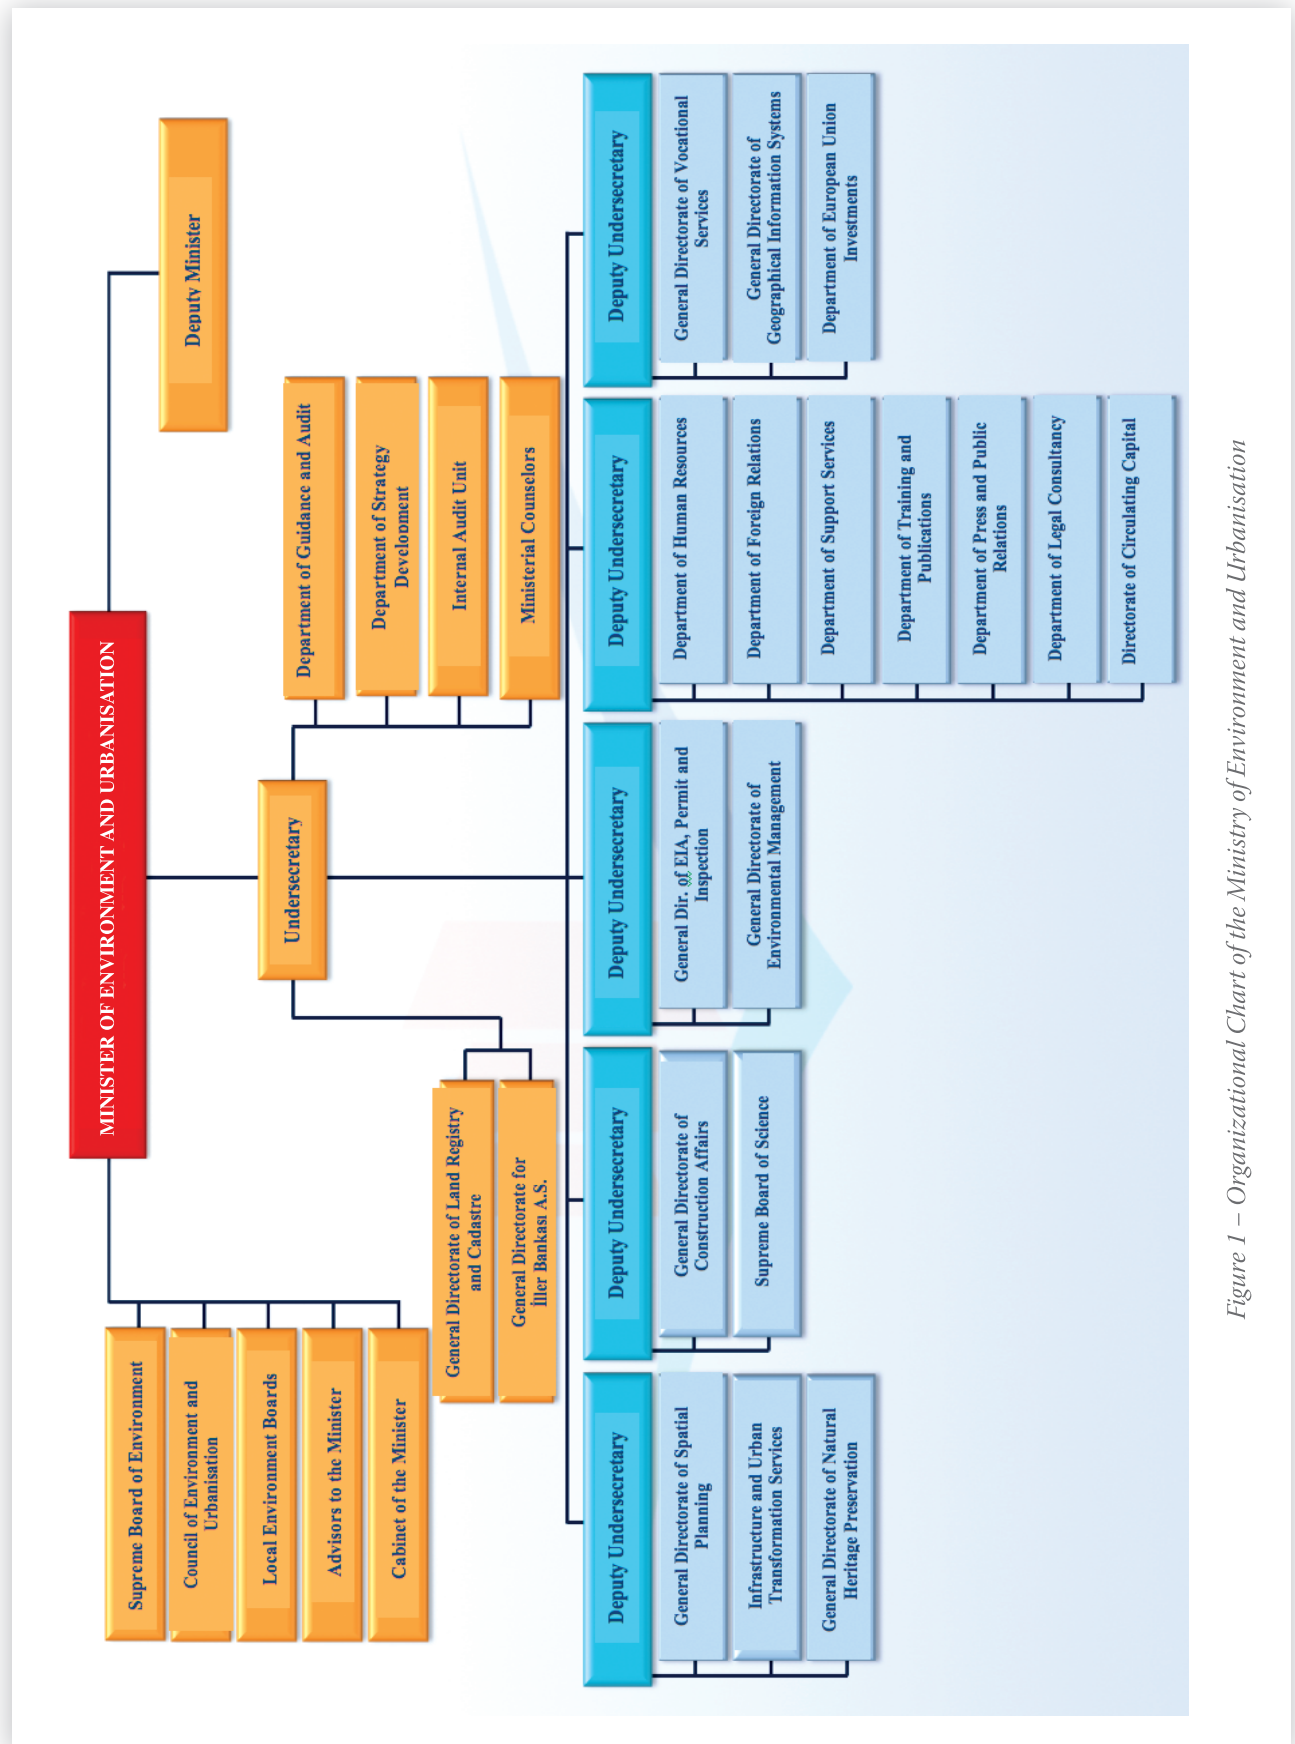 MINISTER OF ENVIRONMENT AND URBANISATION
Deputy Minister
Supreme Board of Environment
Council of Environment and
Urbanisation
Local Environment Boards
Advisors to the Minister
Cabinet of the Minister
Undersecretary
Department of Guidance and Audit
Department of Strategy
Development
Internal Audit Unit
Ministerial Counselors
General Directorate of Land Registry
and Cadastre
General Directorate for
İller Bankası A.S.
Deputy Undersecretary
General Directorate of Spatial
Planning
Infrastructure and Urban
Transformation Services
General Directorate of Natural
Heritage Preservation
Deputy Undersecretary
General Directorate of
Construction Affairs
Supreme Board of Science
Deputy Undersecretary
General Dir. of EIA, Permit and
Inspection
General Directorate of
Environmental Management
Deputy Undersecretary
Department of Human Resources
Department of Foreign Relations
Department of Support Services
Department of Training and
Publications
Department of Press and Public
Relations
Department of Legal Consultancy
Directorate of Circulating Capital
Deputy Undersecretary
General Directorate of Vocational
Services
General Directorate of
Geographical Information Systems
Department of European Union
Investments
Figure 1 – Organizational Chart of the Ministry of Environment and Urbanisation